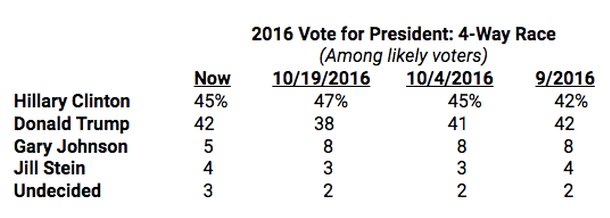 2016 Vote for President: 4-Way Race
(Among likely voters)
Now 10/19/2016 10/4/2016 9/2016
Hillary Clinton 45% 47% 45% 42%
Donald Trump 42 38 41 42
Gary Johnson 5 8 8 8
Jill Stein 4 3 3 4
Undecided 3 2 2 2